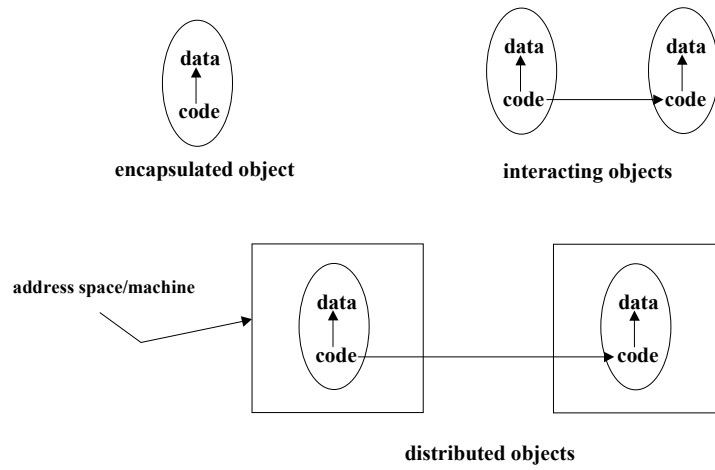 data
code
encapsulated object
data
code
data
code
interacting objects
address space/machine
data
code
data
code
distributed objects